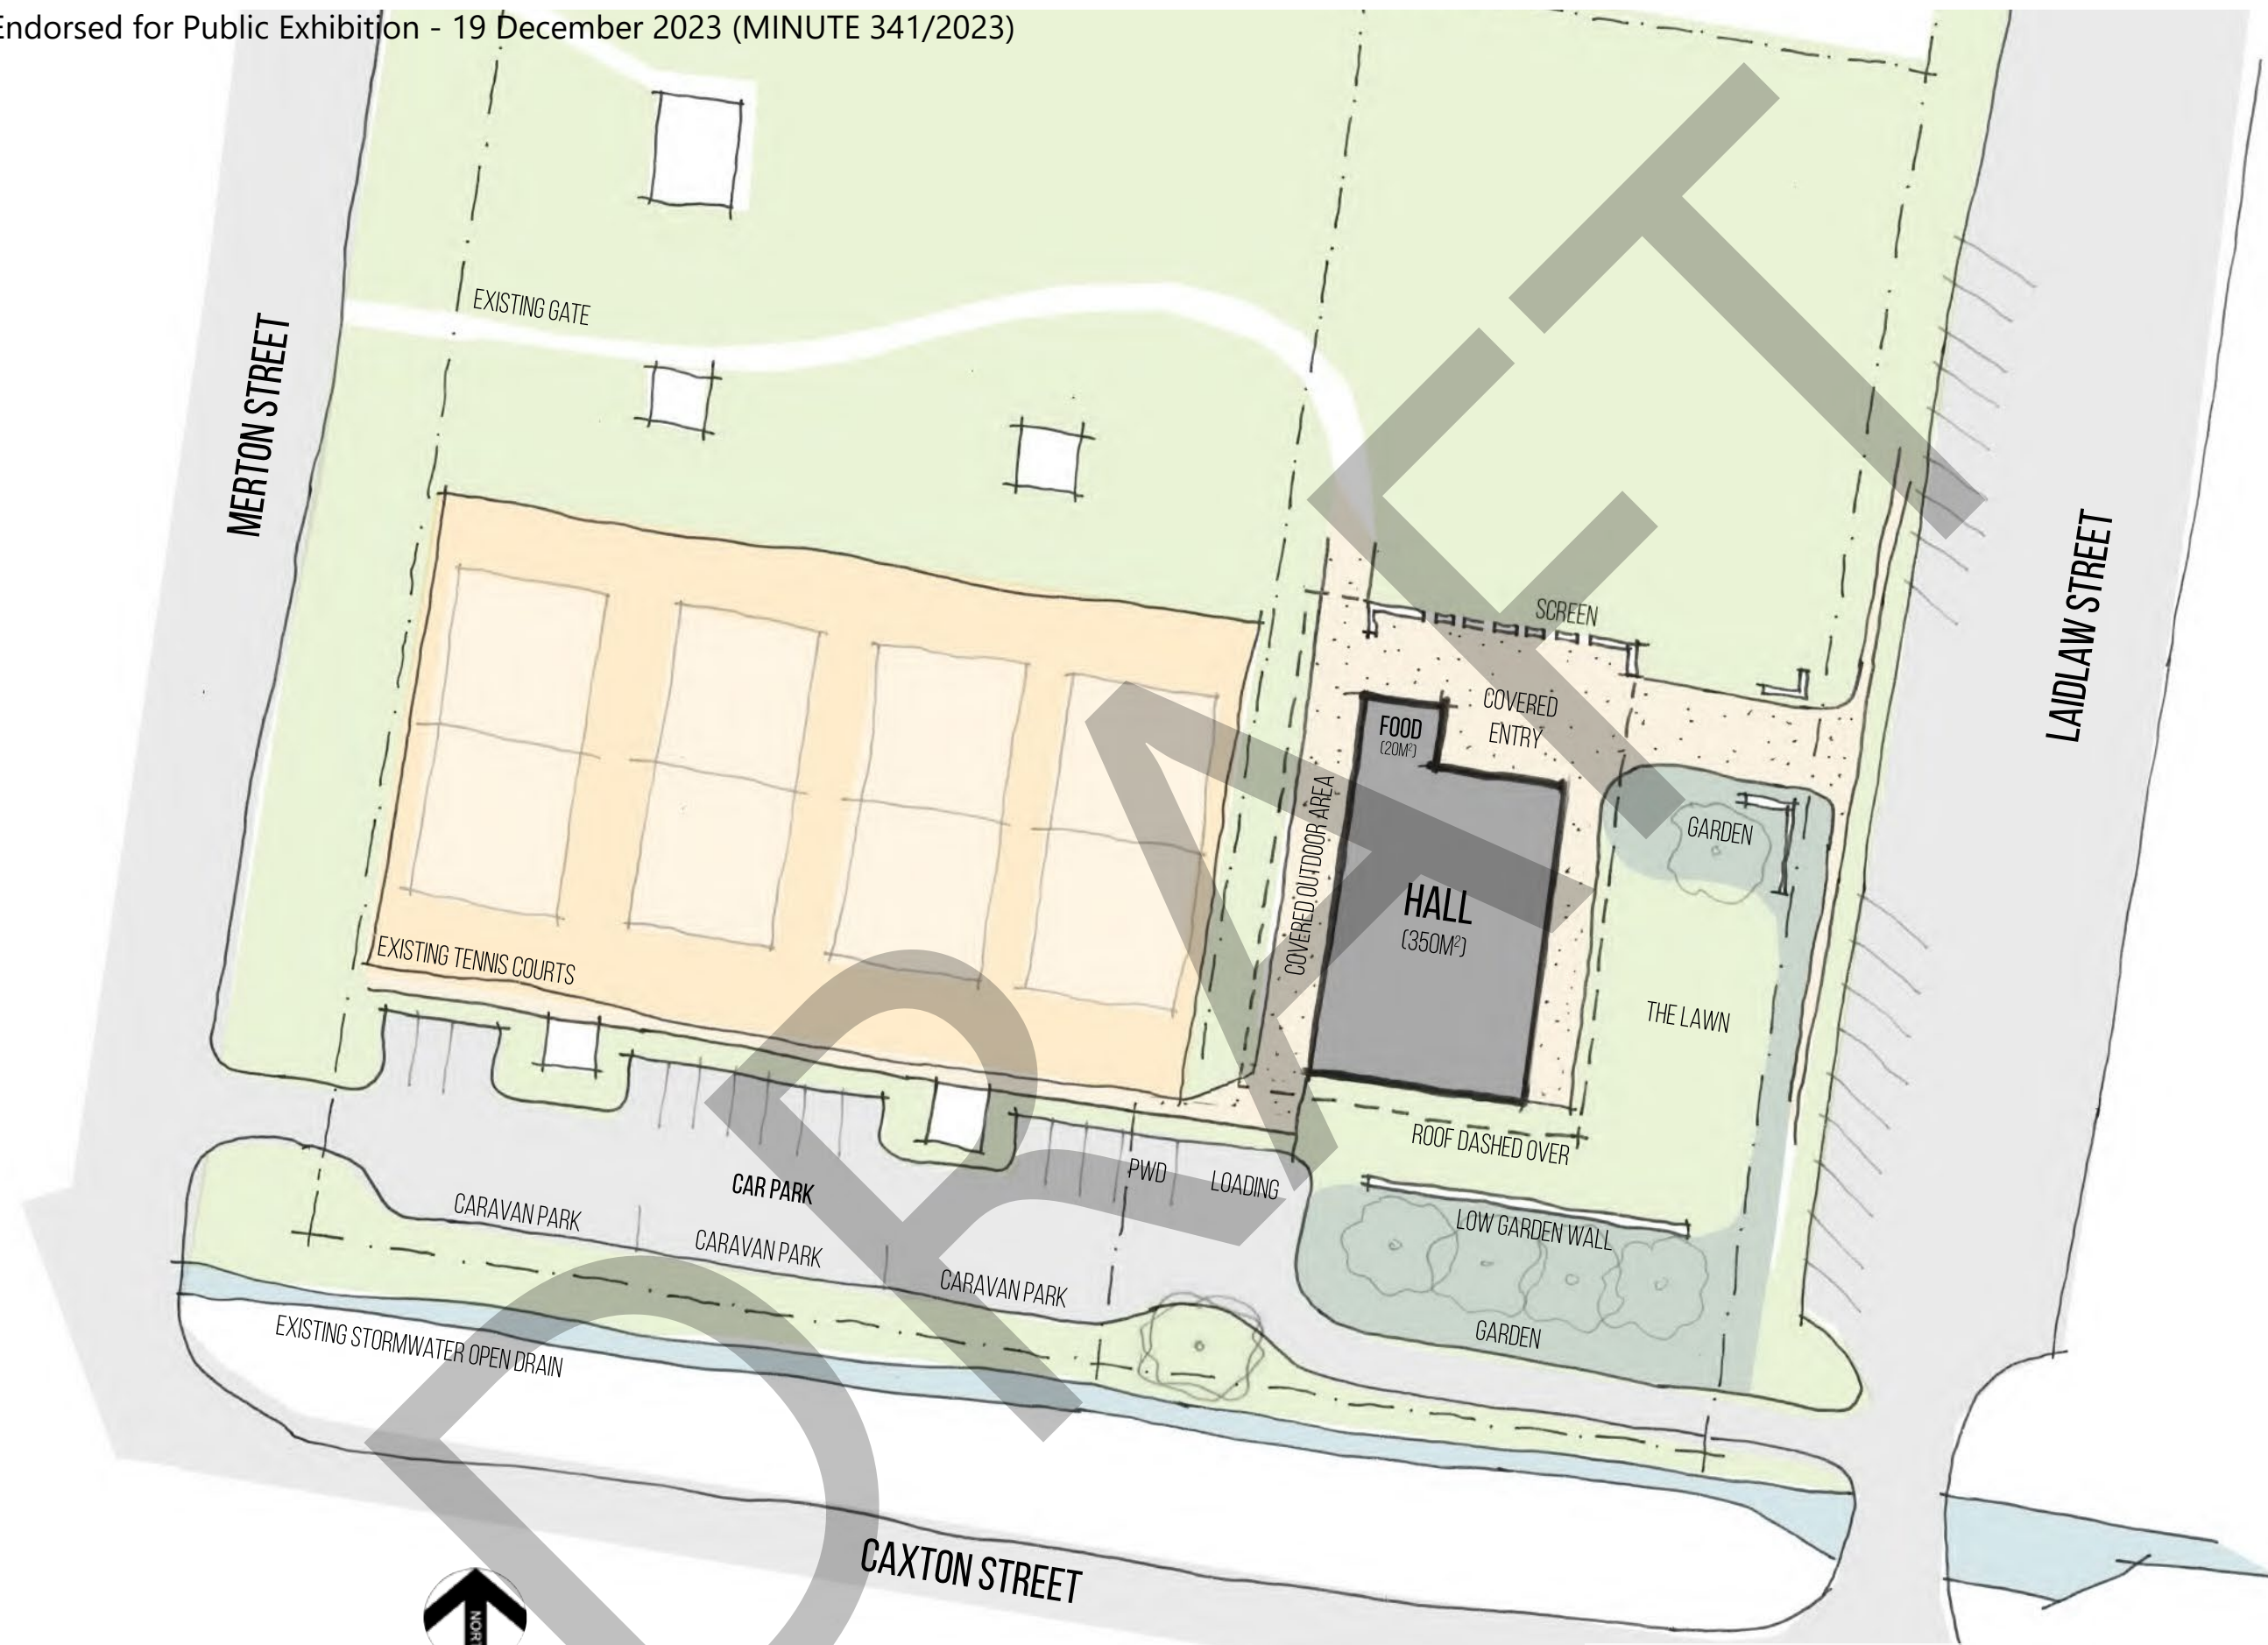 Endorsed for Public Exhibition - 19 December 2023 (MINUTE 341/2023)
EXISTING GATE
MERTON STREET
LAIDLAW STREET
SCREEN
COVERED
ENTRY
FOOD
(20M²)
COVERED OUTDOOR AREA
GARDEN
HALL
(350M²)
EXISTING TENNIS COURTS
THE LAWN
ROOF DASHED OVER
PWD
LOADING
CAR PARK
CARAVAN PARK
CARAVAN PARK
CARAVAN PARK
LOW GARDEN WALL
GARDEN
EXISTING STORMWATER OPEN DRAIN
CAXTON STREET
NOR
DRAFT